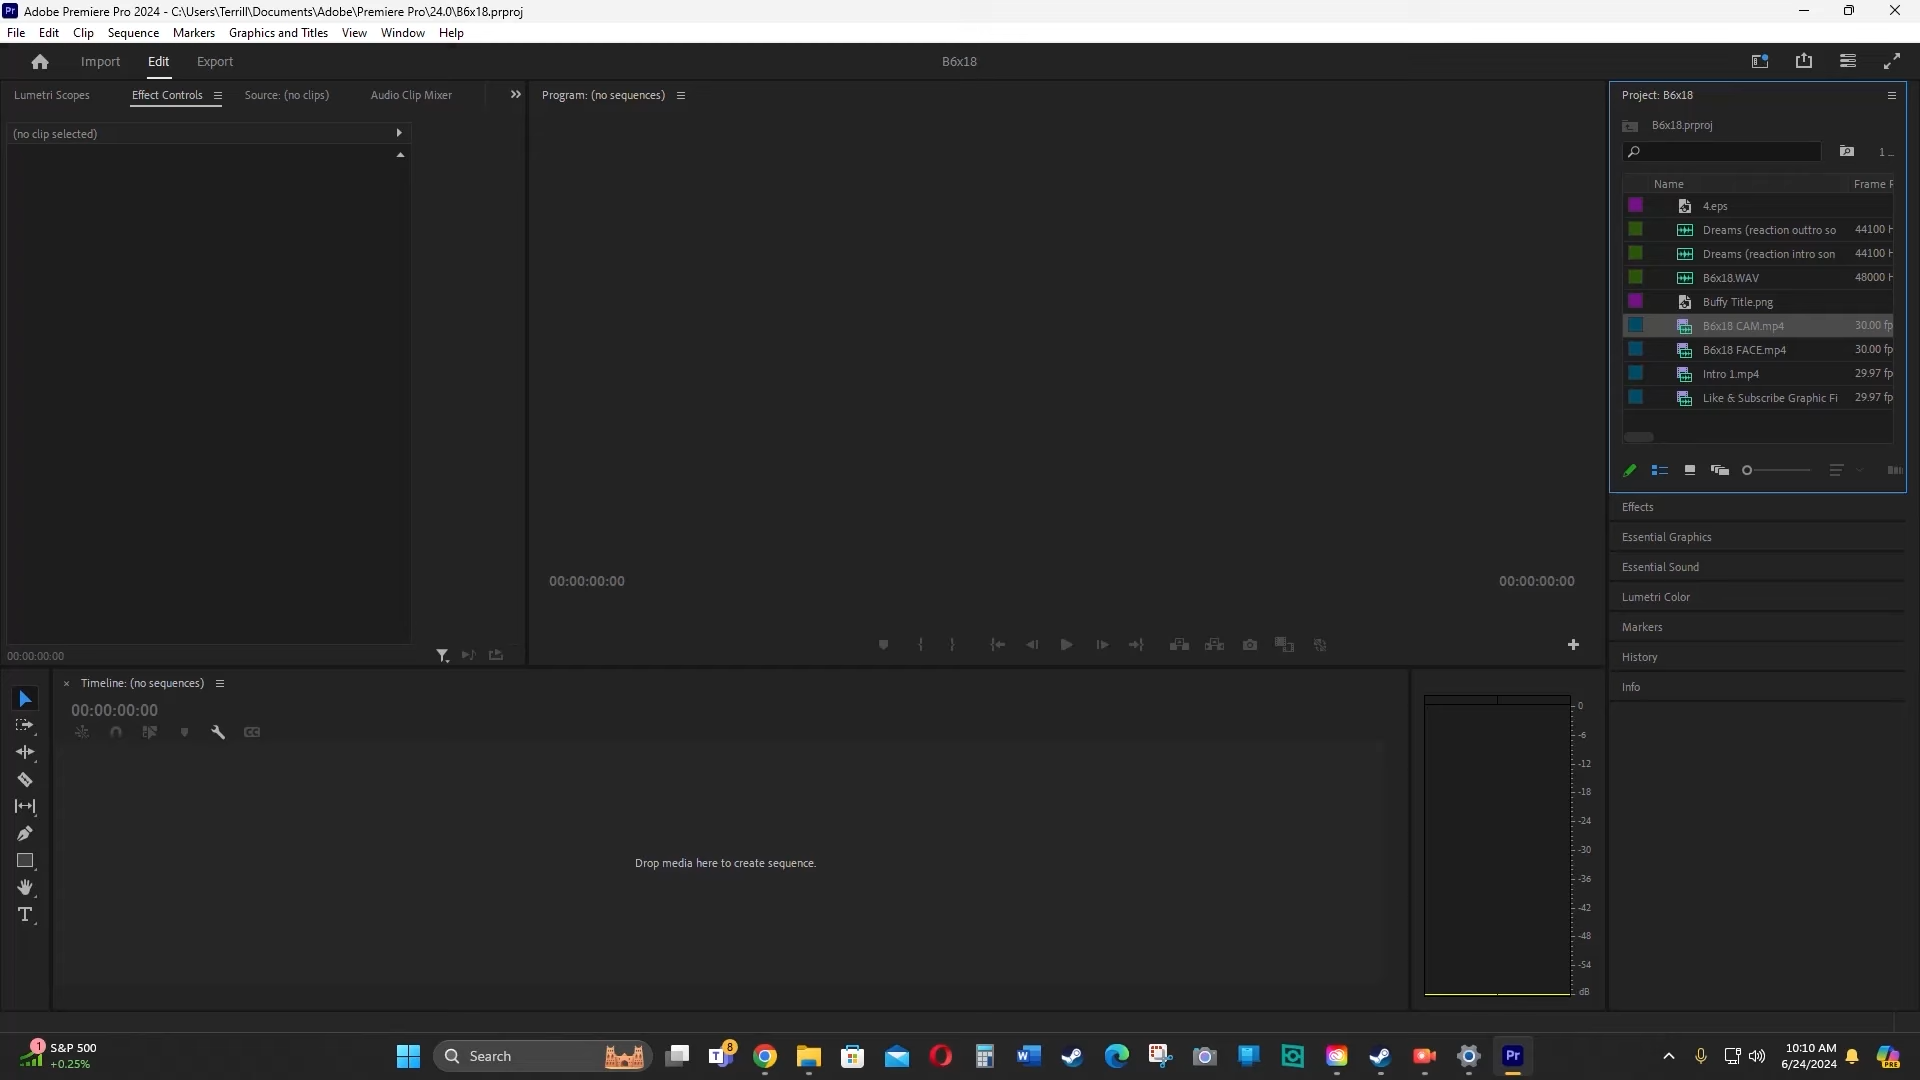 Adobe Premiere Pro 2024 - C:\Users\Terrill\Documents\Adobe\Premiere Pro\24.0\B6x18.prproj
File Edit Clip Sequence Markers Graphics and Titles View Window Help
Import Edit Export B6x18
Lumetri Scopes Effect Controls Source: (no clips) Audio Clip Mixer
(no clip selected)
00:00:00:00
Program: (no sequences)
00:00:00:00 00:00:00:00
Project: B6x18
B6x18.prproj
1 ...
Name Frame R
4.eps
Dreams (reaction outtro so 44100 H
Dreams (reaction intro son 44100 H
B6x18.WAV 48000 H
Buffy Title.png
B6x18 CAM.mp4 30.00 fp
B6x18 FACE.mp4 30.00 fp
Intro 1.mp4 29.97 fp
Like & Subscribe Graphic Fi 29.97 fp
Effects
Essential Graphics
Essential Sound
Lumetri Color
Markers
History
Info
Timeline: (no sequences)
00:00:00:00
CC
Drop media here to create sequence.
T
0
-6
-12
-18
-24
-30
-36
-42
-48
-54
dB
1
S&P 500
+0.25%
Search
8
Pr
10:10 AM
6/24/2024
PRE